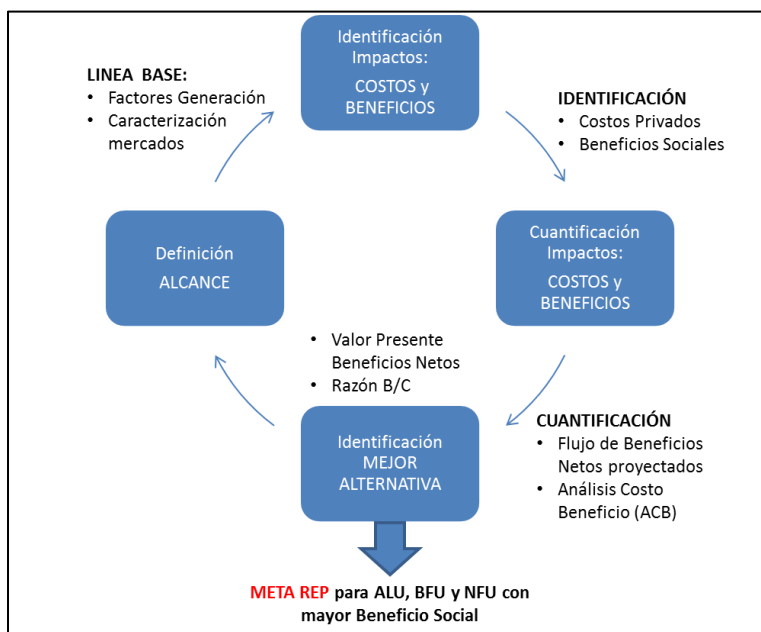 Identificación
Impactos:
COSTOS y
BENEFICIOS
LINEA BASE:
• Factores Generación
• Caracterización
mercados
IDENTIFICACIÓN
• Costos Privados
• Beneficios Sociales
Definición
ALCANCE
Cuantificación
Impactos:
COSTOS y
BENEFICIOS
• Valor Presente
Beneficios Netos
• Razón B/C
Identificación
MEJOR
ALTERNATIVA
CUANTIFICACIÓN
• Flujo de Beneficios
Netos proyectados
• Análisis Costo
Beneficio (ACB)
META REP para ALU, BFU y NFU con
mayor Beneficio Social